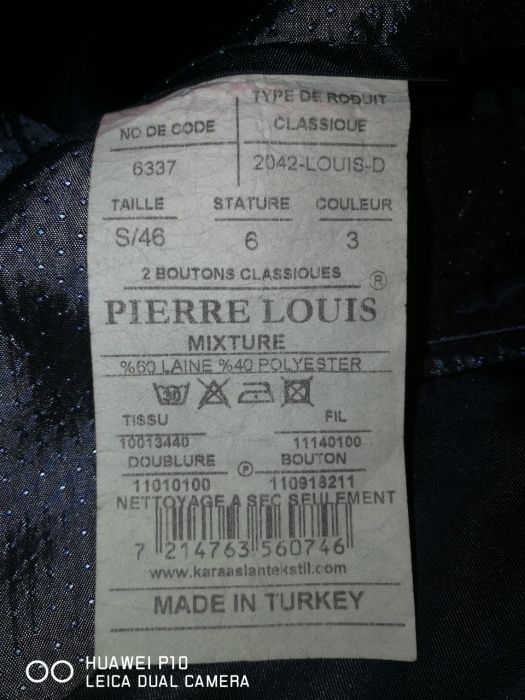 TYPE DE RODUIT
NO DE CODE CLASSIQUE
6337 2042-LOUIS-D
TAILLE STATURE COULEUR
S/46 6 3
2 BOUTONS CLASSIQUES ®
PIERRE LOUIS
MIXTURE
%60 LAINE %40 POLYESTER
30
TISSU FIL
10013440 11140100
DOUBLURE Ⓟ BOUTON
11010100 110918211
NETTOYAGE A SEC SEULEMENT
7 214763 560746
www.karaaslantekstil.com
MADE IN TURKEY
HUAWEI P10
LEICA DUAL CAMERA